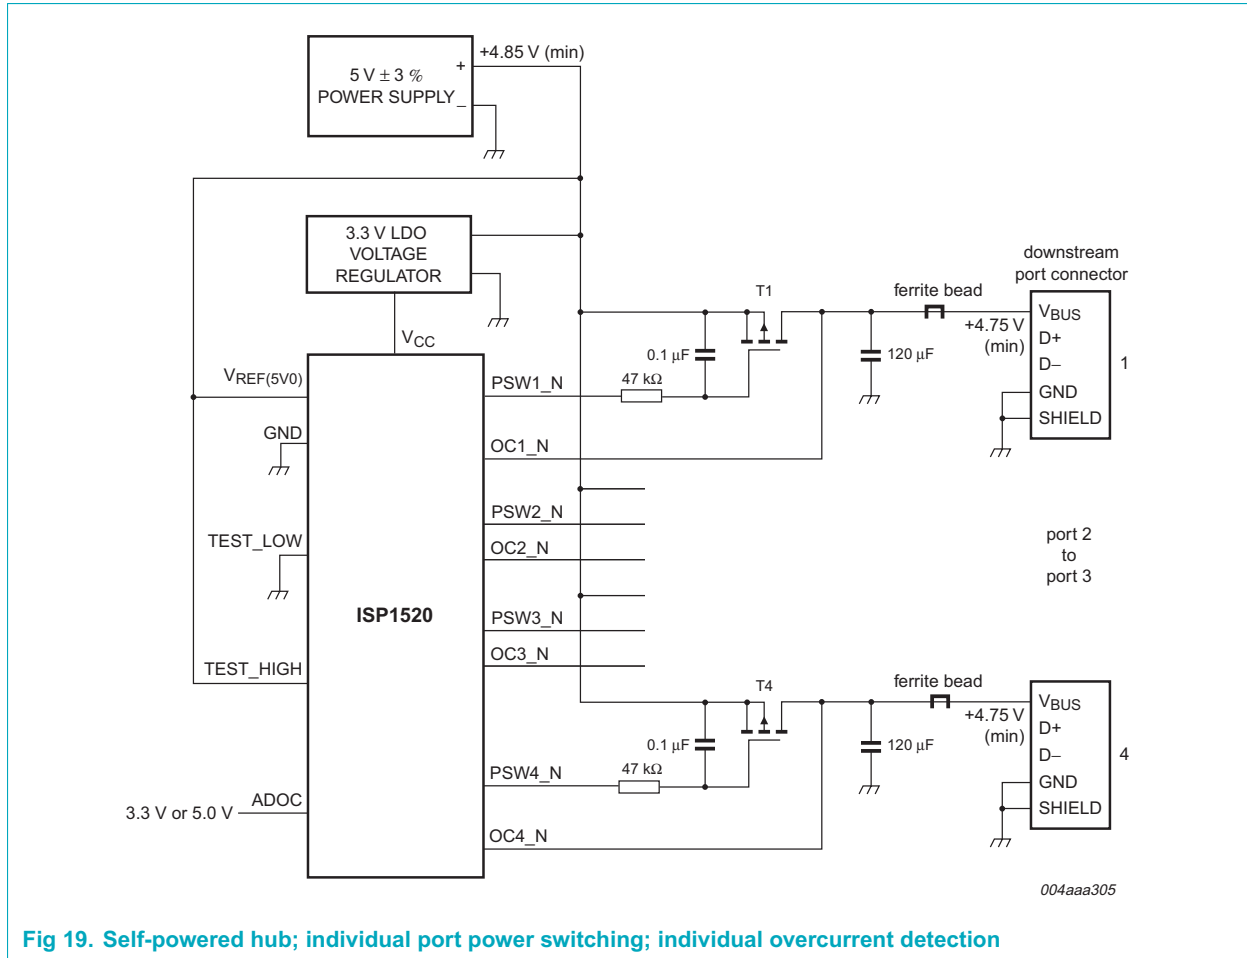 +4.85 V (min)
5 V ± 3 %
POWER SUPPLY
+
–
3.3 V LDO
VOLTAGE
REGULATOR
VCC
VREF(5V0)
GND
TEST_LOW
TEST_HIGH
ADOC
3.3 V or 5.0 V
ISP1520
PSW1_N
OC1_N
PSW2_N
OC2_N
PSW3_N
OC3_N
PSW4_N
OC4_N
T1
0.1 µF
47 kΩ
120 µF
ferrite bead
+4.75 V
(min)
downstream
port connector
VBUS
D+
D–
GND
SHIELD
1
port 2
to
port 3
T4
0.1 µF
47 kΩ
120 µF
ferrite bead
+4.75 V
(min)
VBUS
D+
D–
GND
SHIELD
4
004aaa305
Fig 19. Self-powered hub; individual port power switching; individual overcurrent detection